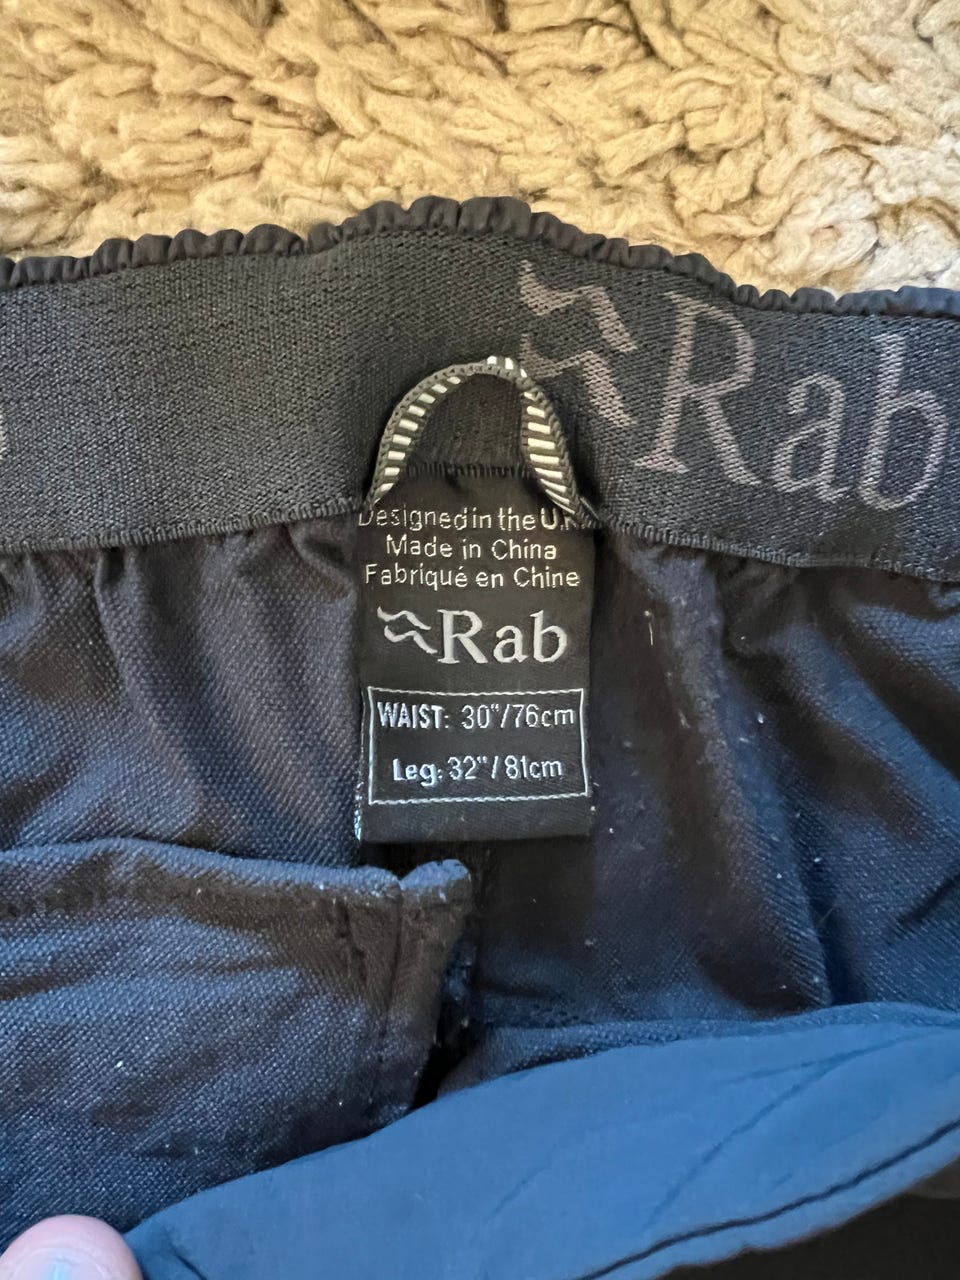 Rab
Designed in the U.K.
Made in China
Fabriqué en Chine
Rab
WAIST: 30"/76cm
Leg: 32"/81cm